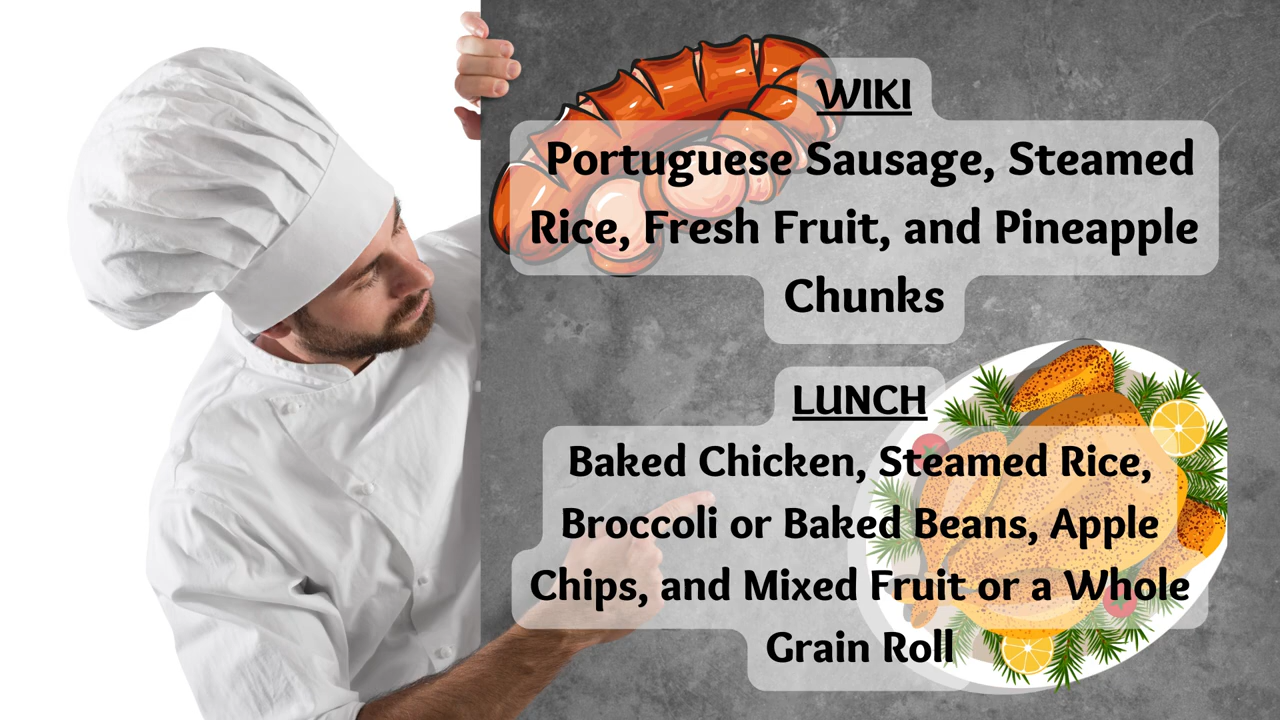 WIKI
Portuguese Sausage, Steamed
Rice, Fresh Fruit, and Pineapple
Chunks
LUNCH
Baked Chicken, Steamed Rice,
Broccoli or Baked Beans, Apple
Chips, and Mixed Fruit or a Whole
Grain Roll